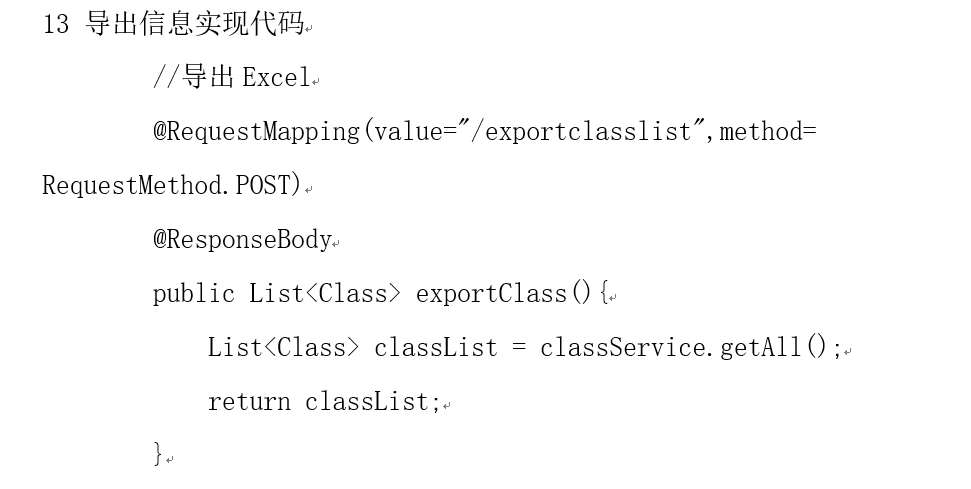 13 导出信息实现代码
//导出 Excel
@RequestMapping(value="/exportclasslist",method=
RequestMethod.POST)
@ResponseBody
public List<Class> exportClass(){
List<Class> classList = classService.getAll();
return classList;
}